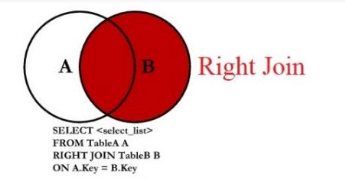 A B Right Join
SELECT <select_list>
FROM TableA A
RIGHT JOIN TableB B
ON A.Key = B.Key